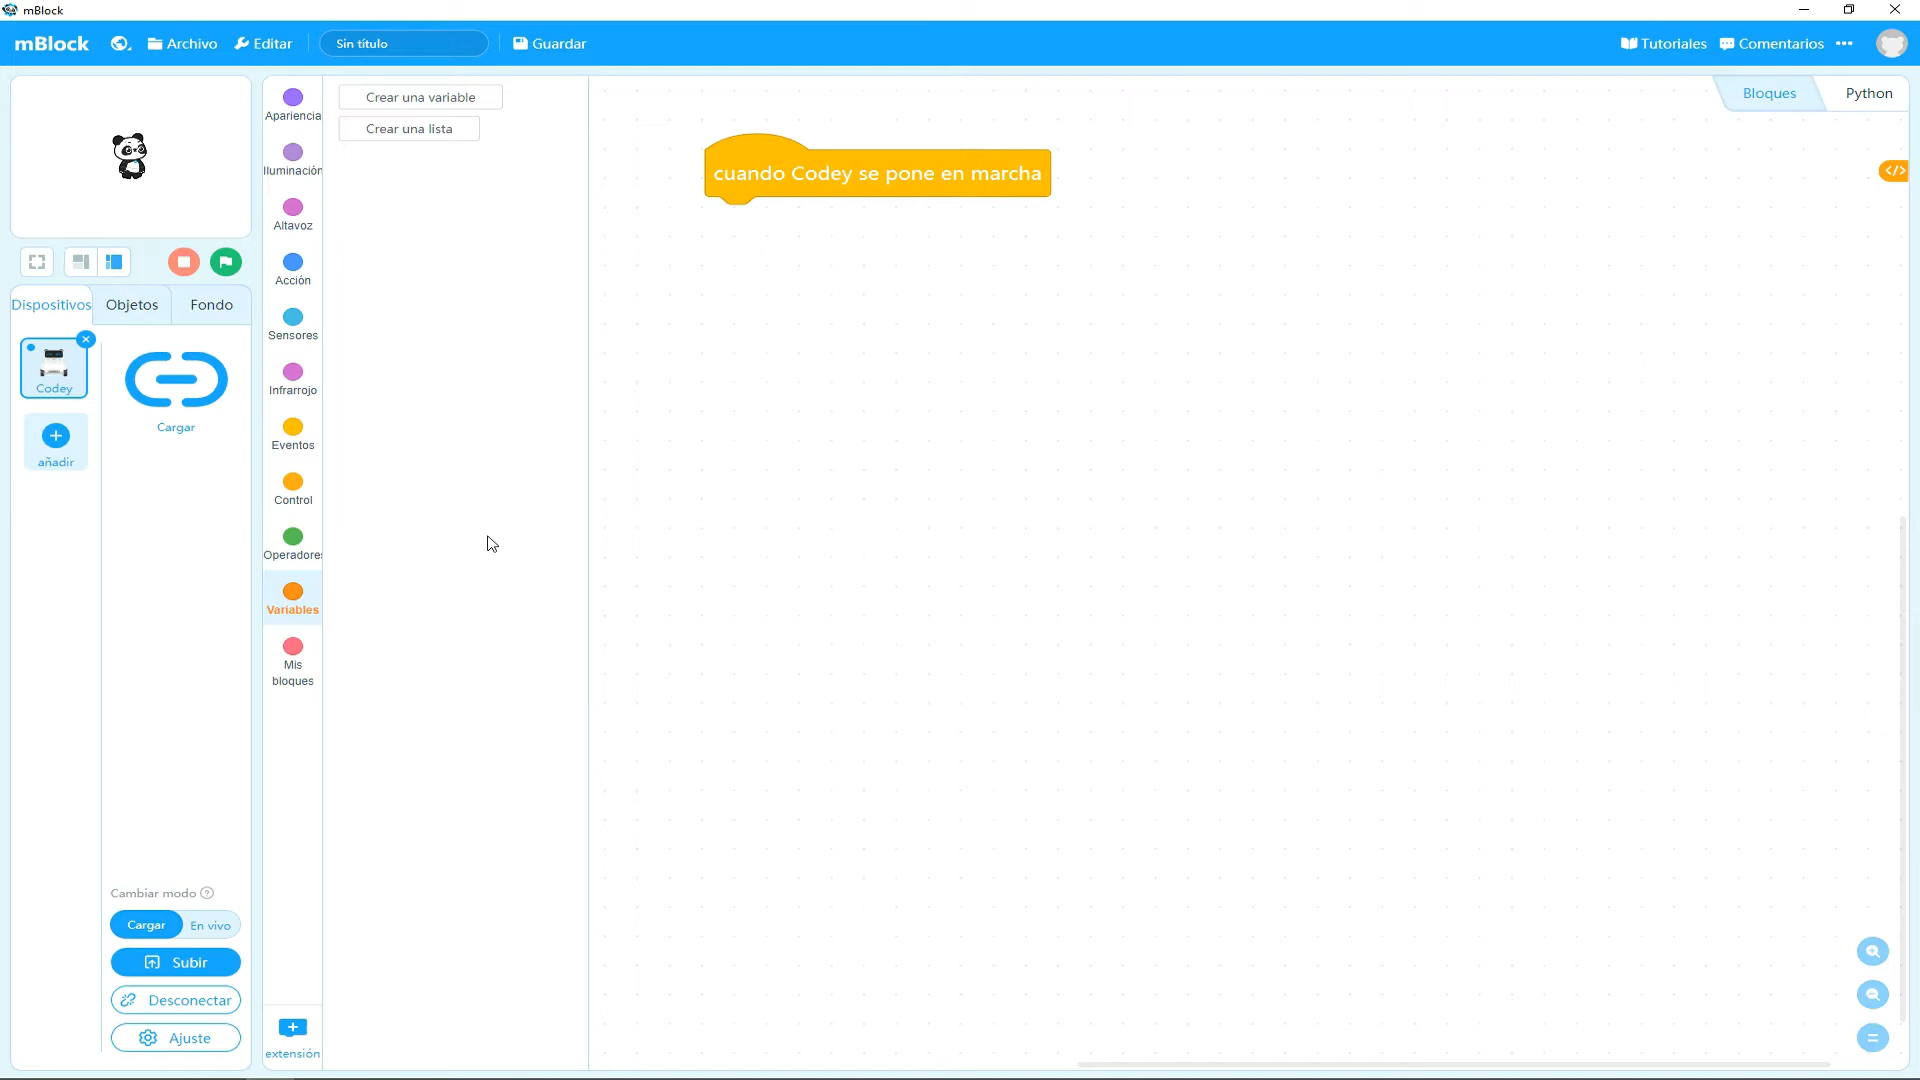 mBlock
mBlock
Archivo
Editar
Sin título
Guardar
Tutoriales
Comentarios
Dispositivos
Objetos
Fondo
Codey
añadir
Cargar
Cambiar modo
Cargar
En vivo
Subir
Desconectar
Ajuste
Apariencia
Iluminación
Altavoz
Acción
Sensores
Infrarrojo
Eventos
Control
Operadores
Variables
Mis
bloques
extensión
Crear una variable
Crear una lista
cuando Codey se pone en marcha
Bloques
Python
</>